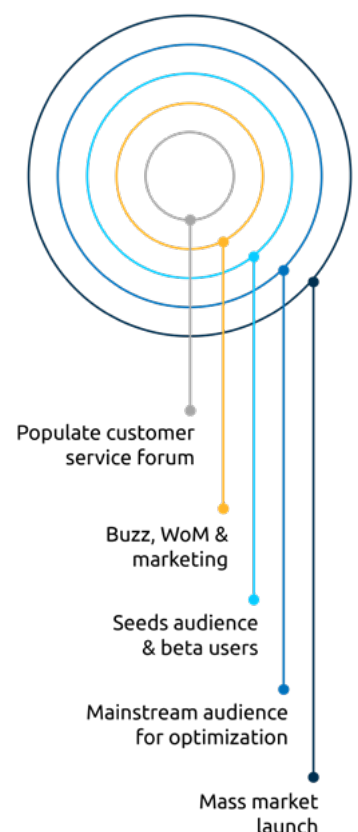 Populate customer
service forum
Buzz, WoM &
marketing
Seeds audience
& beta users
Mainstream audience
for optimization
Mass market
launch